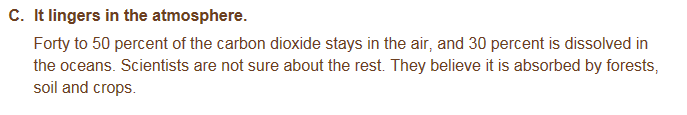 C. It lingers in the atmosphere.
Forty to 50 percent of the carbon dioxide stays in the air, and 30 percent is dissolved in
the oceans. Scientists are not sure about the rest. They believe it is absorbed by forests,
soil and crops.